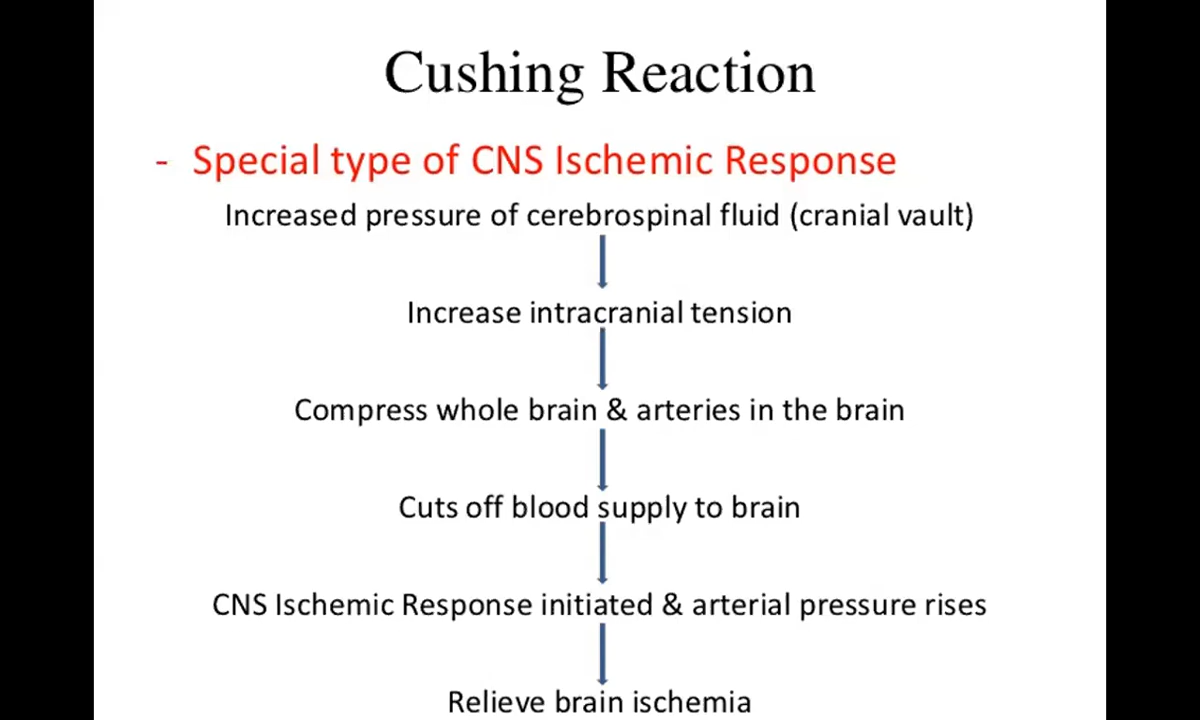 Cushing Reaction
- Special type of CNS Ischemic Response
Increased pressure of cerebrospinal fluid (cranial vault)
Increase intracranial tension
Compress whole brain & arteries in the brain
Cuts off blood supply to brain
CNS Ischemic Response initiated & arterial pressure rises
Relieve brain ischemia